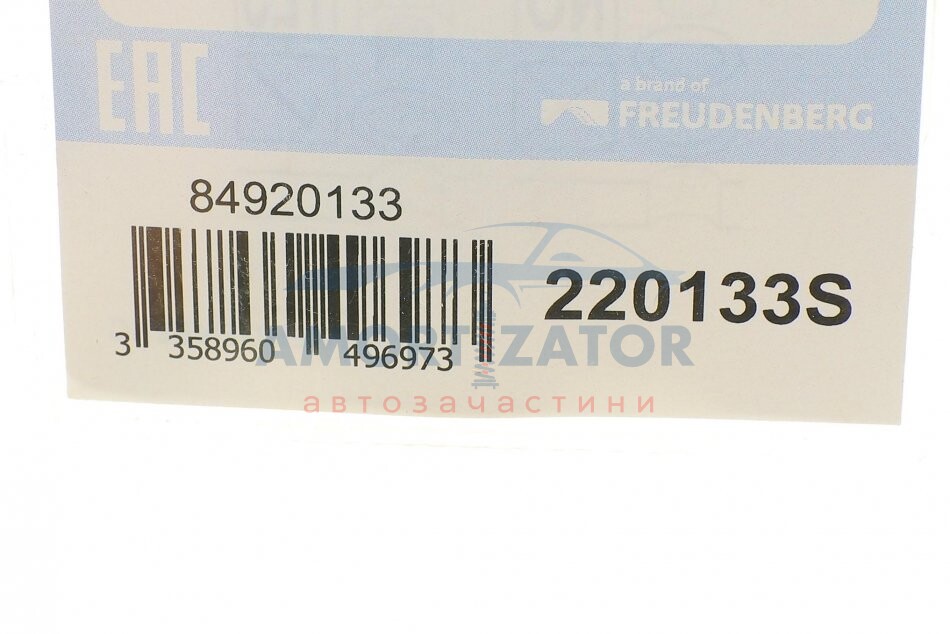 EAC
a brand of
FREUDENBERG
84920133
220133S
3 358960 496973
AMORTIZATOR
автозачастини